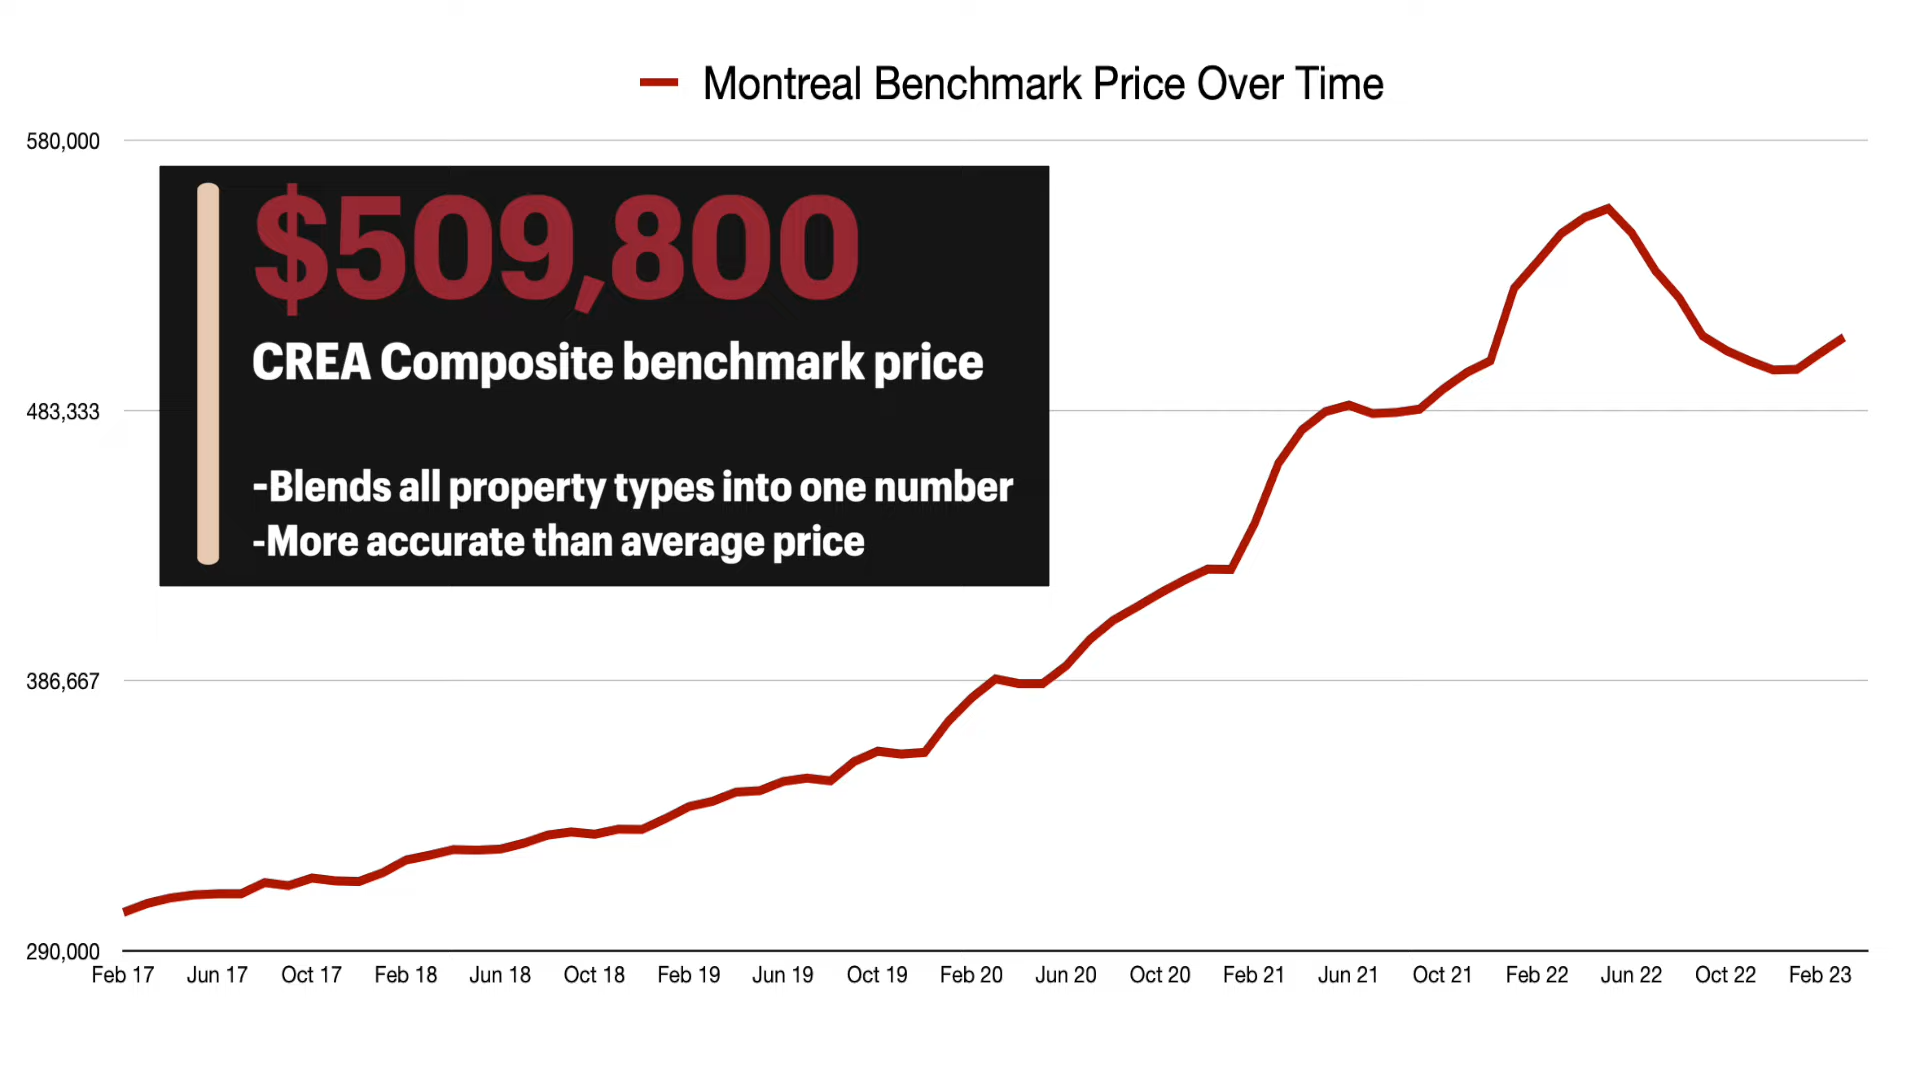 Montreal Benchmark Price Over Time
580,000
$509,800
CREA Composite benchmark price
483,333
-Blends all property types into one number
-More accurate than average price
386,667
290,000
Feb 17 Jun 17 Oct 17 Feb 18 Jun 18 Oct 18 Feb 19 Jun 19 Oct 19 Feb 20 Jun 20 Oct 20 Feb 21 Jun 21 Oct 21 Feb 22 Jun 22 Oct 22 Feb 23